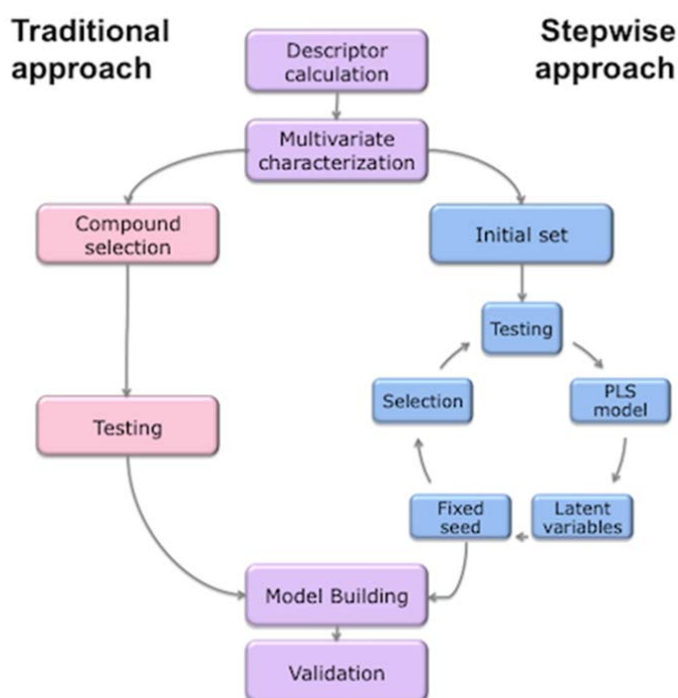 Traditional
approach
Stepwise
approach
Descriptor
calculation
Multivariate
characterization
Compound
selection
Initial set
Testing
Selection
PLS
model
Testing
Fixed
seed
Latent
variables
Model Building
Validation